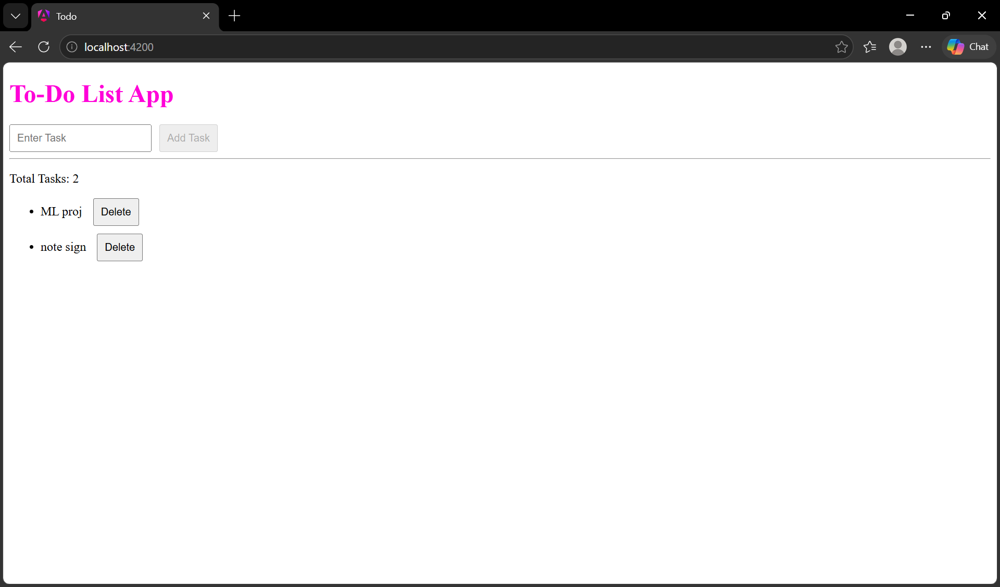 Todo
localhost:4200
Chat
To-Do List App
Enter Task Add Task
Total Tasks: 2
ML proj Delete
note sign Delete